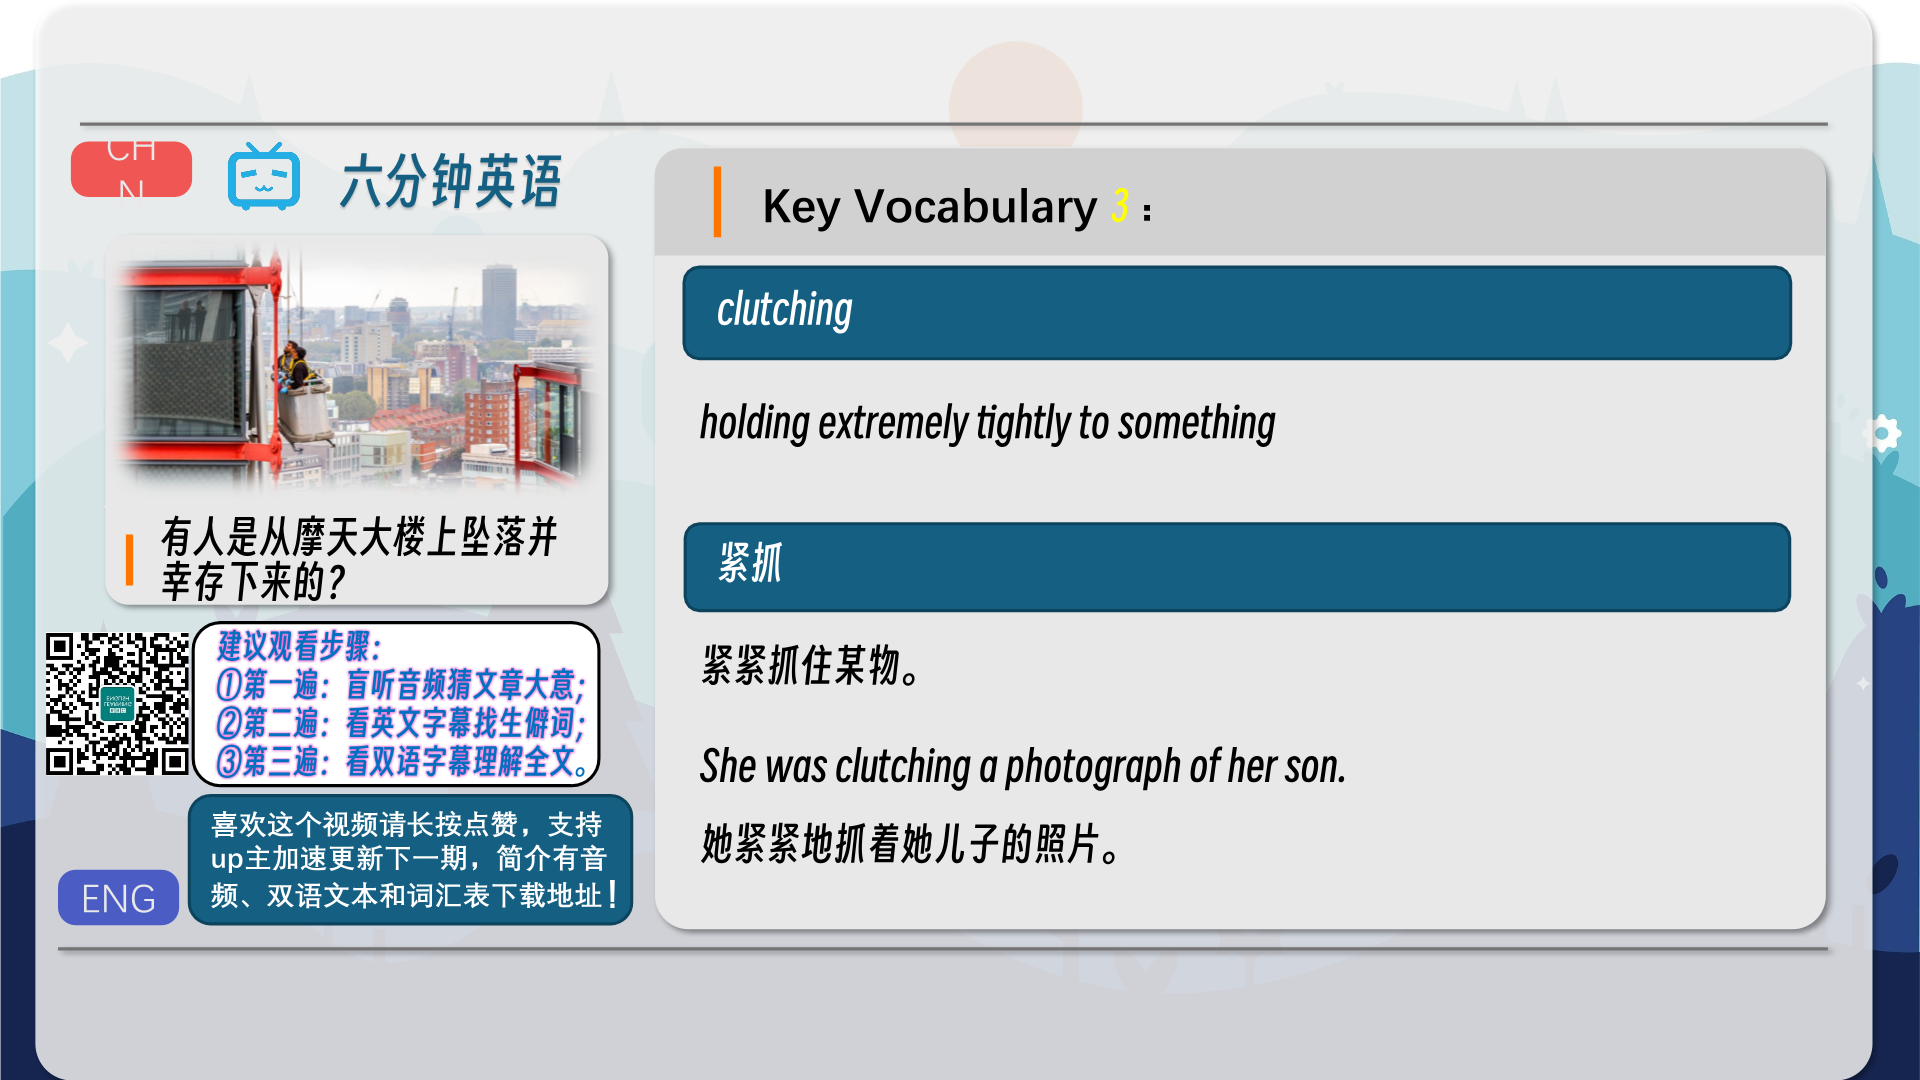 CH
N
六分钟英语
有人是从摩天大楼上坠落并
幸存下来的？
建议观看步骤：
①第一遍：盲听音频猜文章大意；
②第二遍：看英文字幕找生僻词；
③第三遍：看双语字幕理解全文。
喜欢这个视频请长按点赞，支持
up主加速更新下一期，简介有音
频、双语文本和词汇表下载地址！
ENG
Key Vocabulary 3：
clutching
holding extremely tightly to something
紧抓
紧紧抓住某物。
She was clutching a photograph of her son.
她紧紧地抓着她儿子的照片。